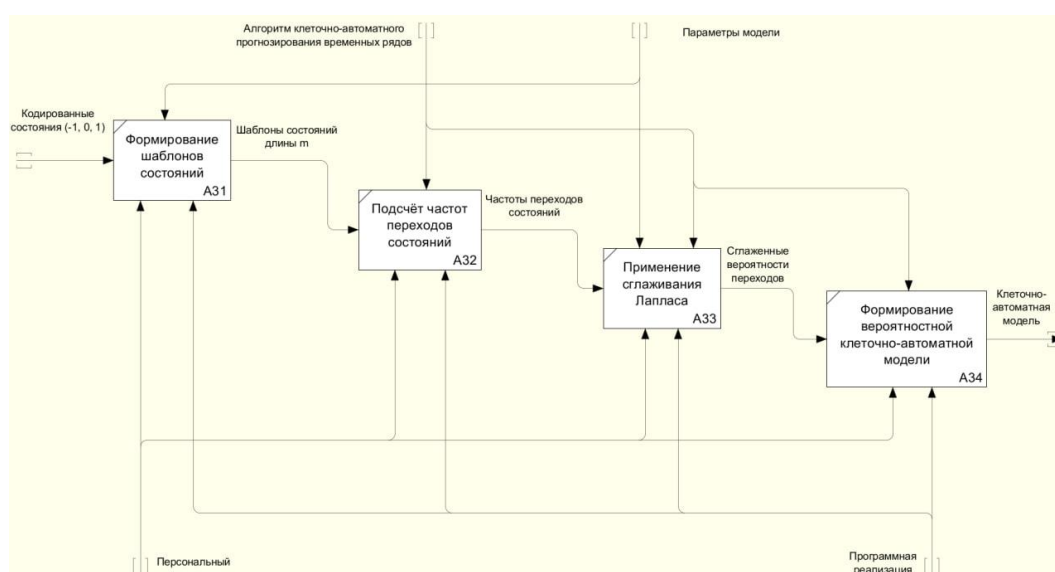 Алгоритм клеточно-автоматного
прогнозирования временных рядов
Параметры модели
Кодированные
состояния (-1, 0, 1)
Формирование
шаблонов
состояний
A31
Шаблоны состояний
длины m
Подсчёт частот
переходов
состояний
A32
Частоты переходов
состояний
Применение
сглаживания
Лапласа
A33
Сглаженные
вероятности
переходов
Формирование
вероятностной
клеточно-автоматной
модели
A34
Клеточно-
автоматная
модель
Персональный
Программная
реализация